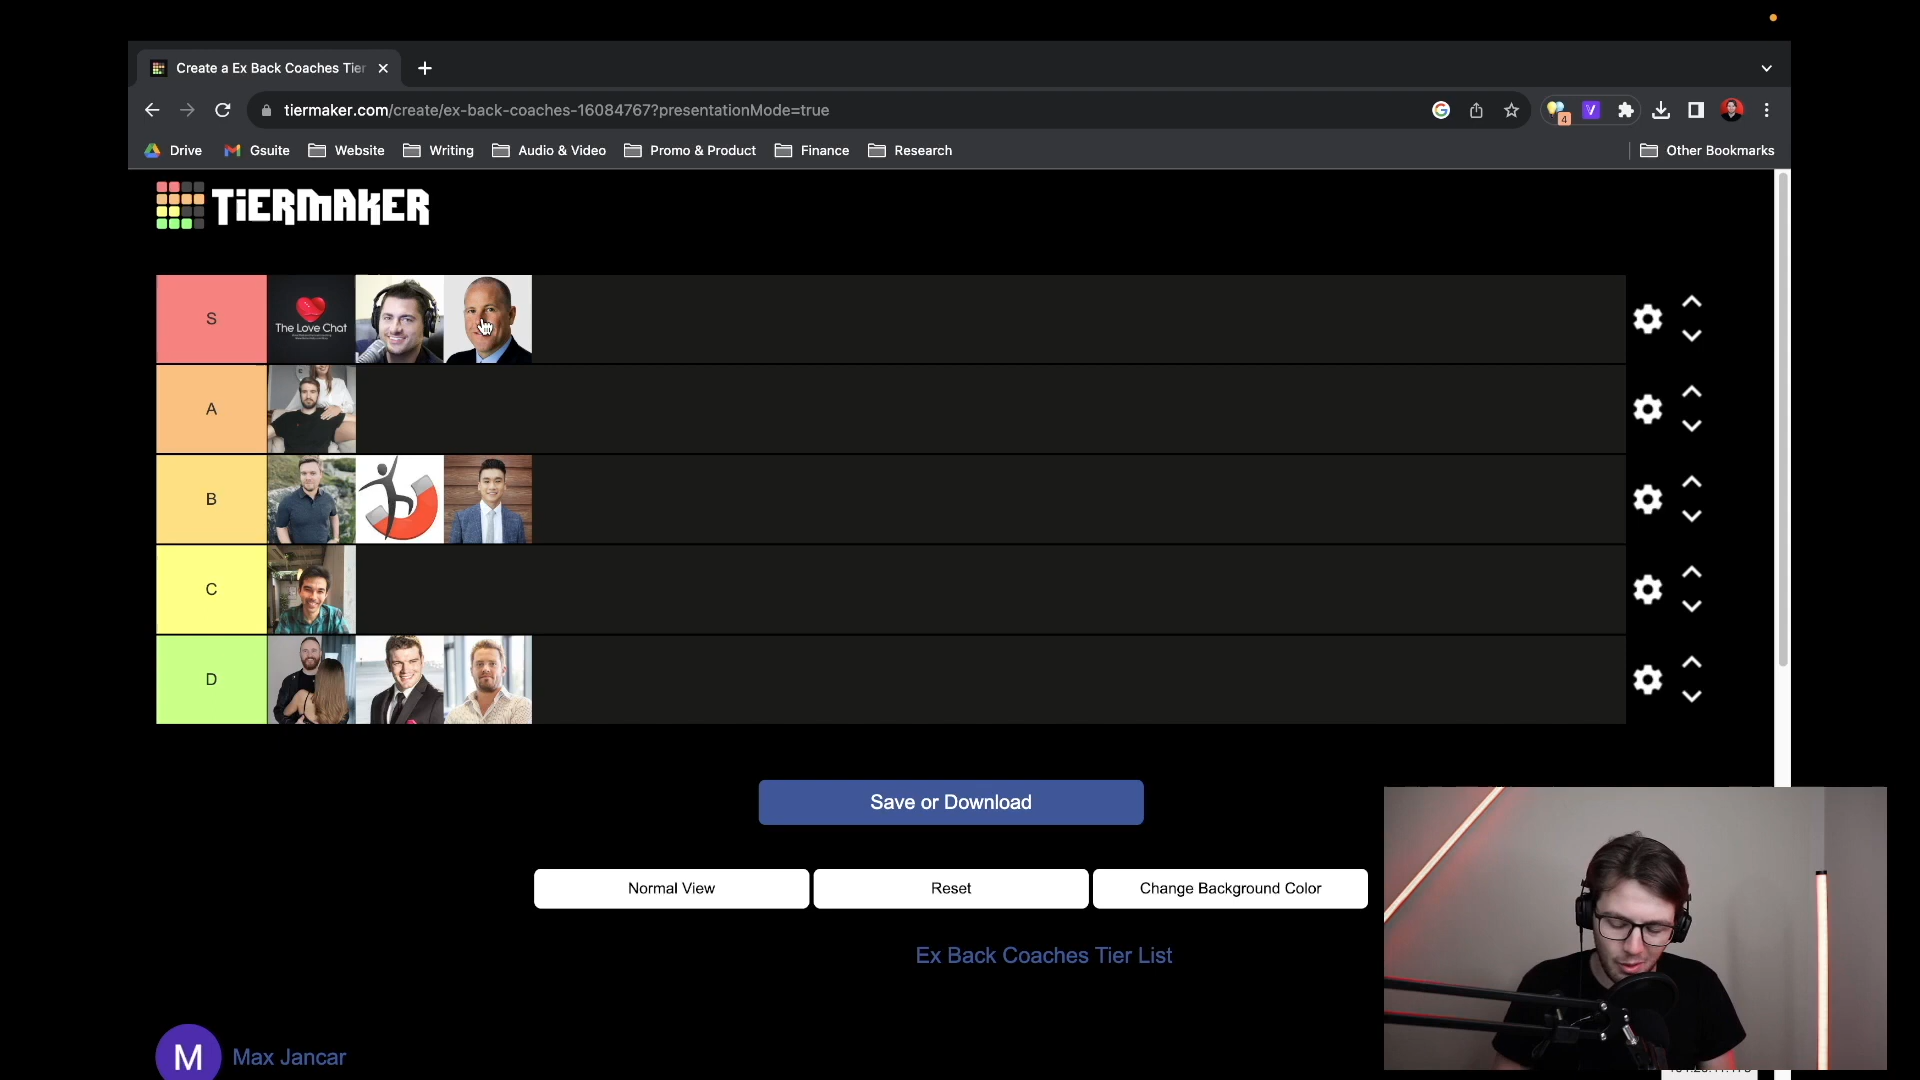 Create a Ex Back Coaches Tier
tiermaker.com/create/ex-back-coaches-16084767?presentationMode=true
4
Drive Gsuite Website Writing Audio & Video Promo & Product Finance Research Other Bookmarks
TiERMAKER
S
The Love Chat
A
B
C
D
Save or Download
Normal View Reset Change Background Color
Ex Back Coaches Tier List
M Max Jancar